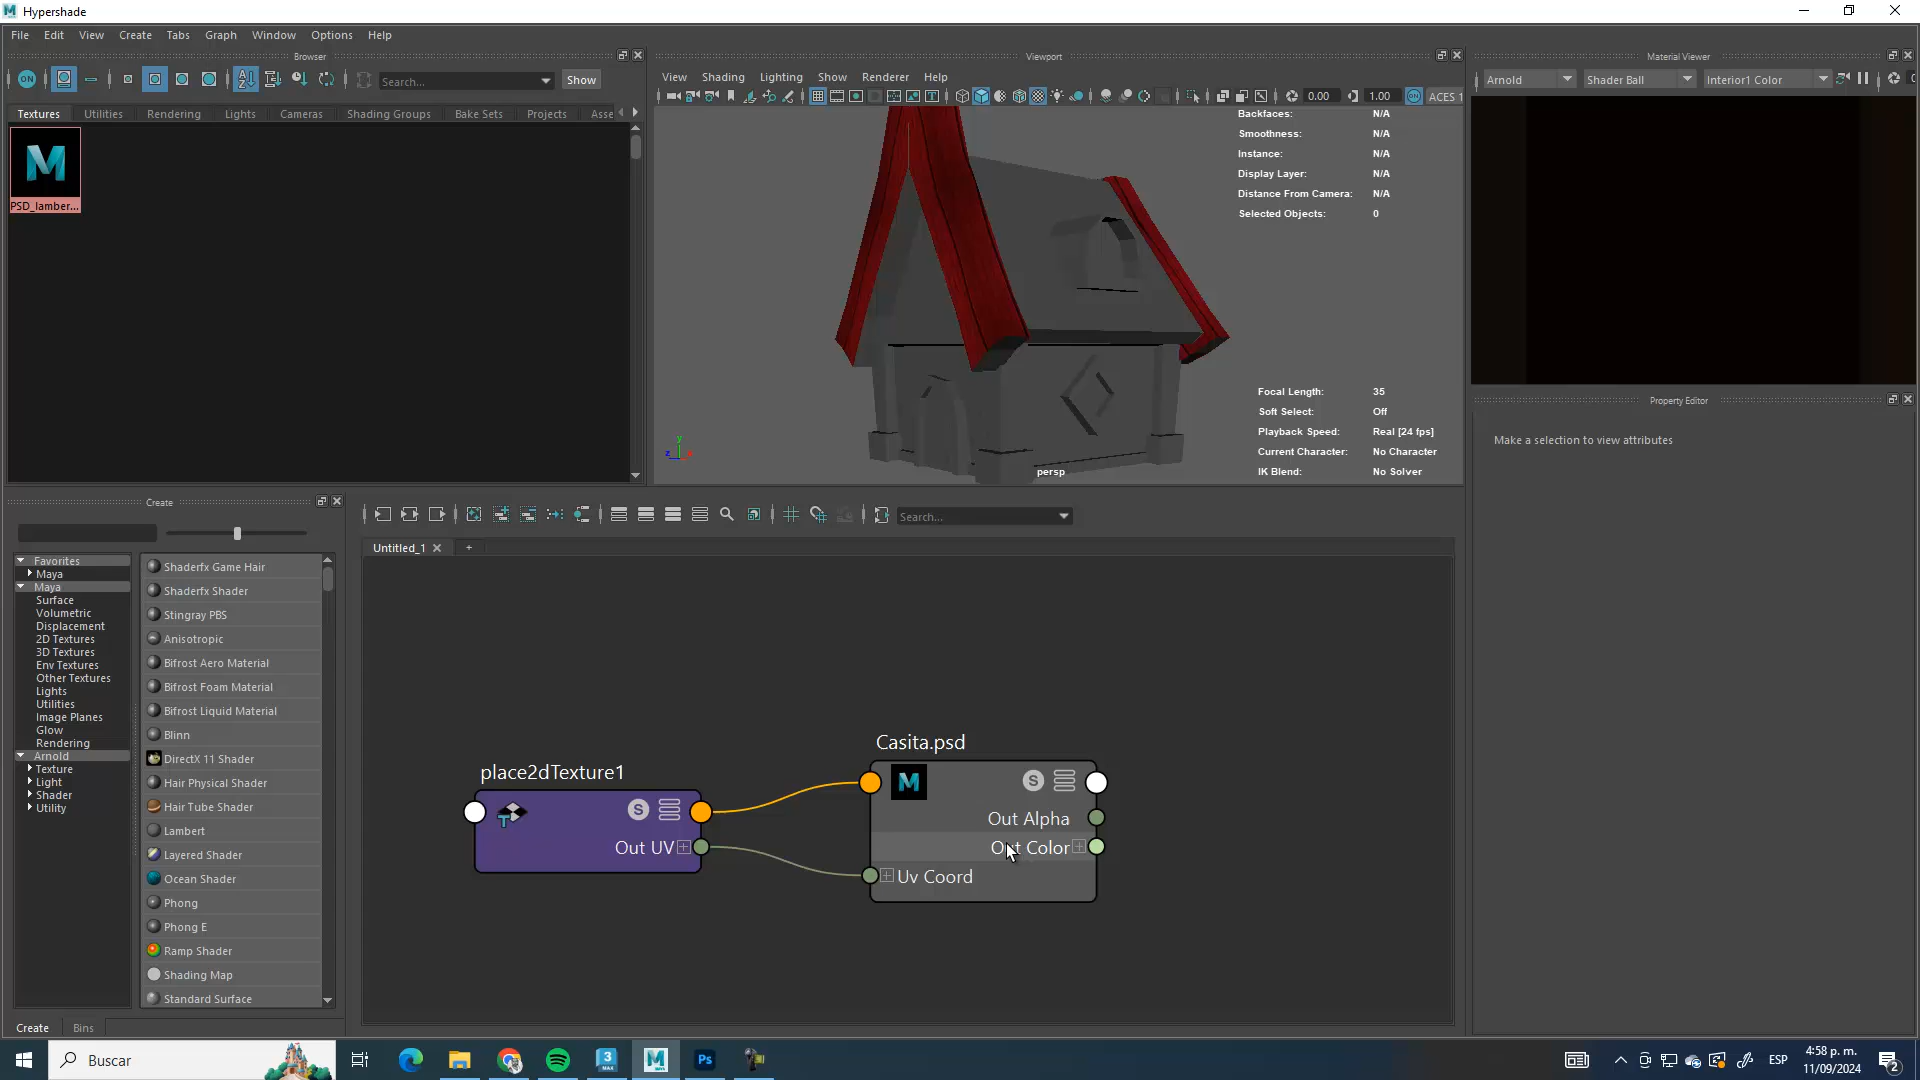 Hypershade
File Edit View Create Tabs Graph Window Options Help
Browser
ON
Search...
Show
Textures Utilities Rendering Lights Cameras Shading Groups Bake Sets Projects Asse
PSD_lamber...
Viewport
View Shading Lighting Show Renderer Help
0.00 1.00 ON ACES 1
Backfaces: N/A
Smoothness: N/A
Instance: N/A
Display Layer: N/A
Distance From Camera: N/A
Selected Objects: 0
Focal Length: 35
Soft Select: Off
Playback Speed: Real [24 fps]
Current Character: No Character
IK Blend: No Solver
y
z
persp
Material Viewer
Arnold Shader Ball Interior1 Color
Property Editor
Make a selection to view attributes
Create
Favorites
Maya
Maya
Surface
Volumetric
Displacement
2D Textures
3D Textures
Env Textures
Other Textures
Lights
Utilities
Image Planes
Glow
Rendering
Arnold
Texture
Light
Shader
Utility
Shaderfx Game Hair
Shaderfx Shader
Stingray PBS
Anisotropic
Bifrost Aero Material
Bifrost Foam Material
Bifrost Liquid Material
Blinn
DirectX 11 Shader
Hair Physical Shader
Hair Tube Shader
Lambert
Layered Shader
Ocean Shader
Phong
Phong E
Ramp Shader
Shading Map
Standard Surface
Create Bins
Search...
Untitled_1 +
place2dTexture1
S
Out UV
Casita.psd
S
Out Alpha
Out Color
Uv Coord
Buscar
3
MAX
M
Ps
ESP
4:58 p. m.
11/09/2024
2